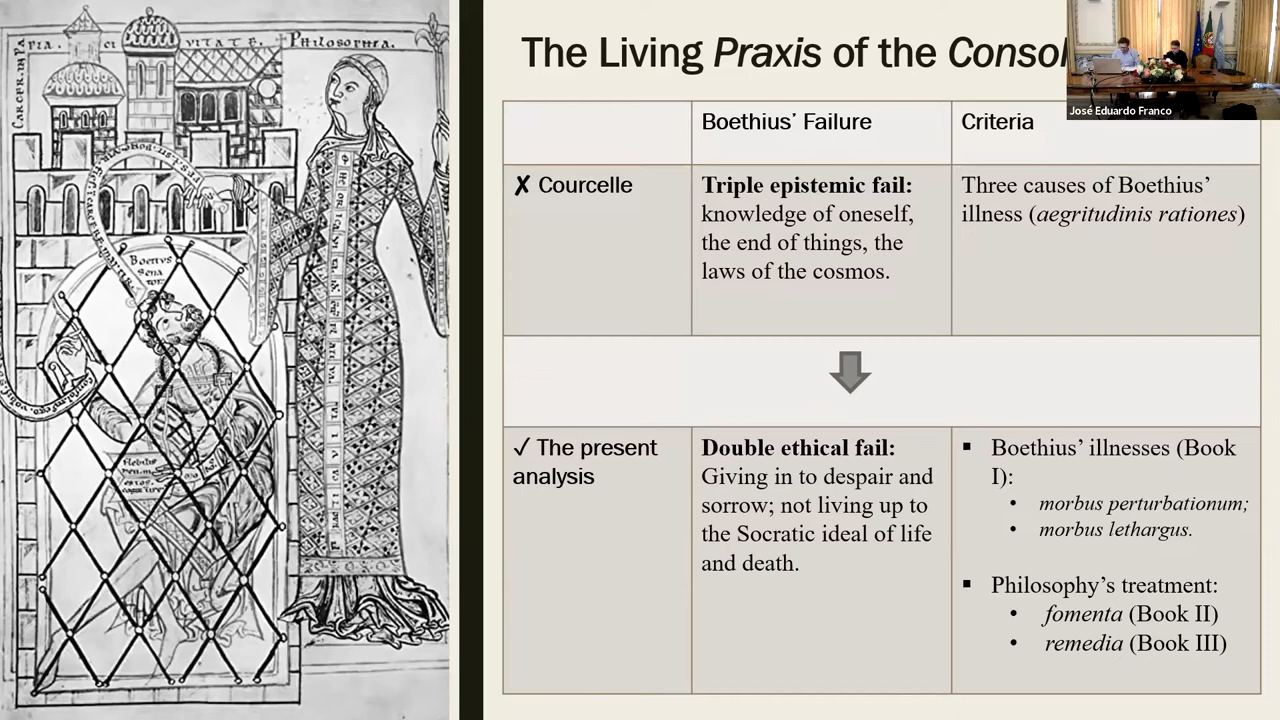 The Living Praxis of the Consol
José Eduardo Franco
Boethius’ Failure
Criteria
✗ Courcelle
Triple epistemic fail:
knowledge of oneself,
the end of things, the
laws of the cosmos.
Three causes of Boethius’
illness (aegritudinis rationes)
✓ The present
analysis
Double ethical fail:
Giving in to despair and
sorrow; not living up to
the Socratic ideal of life
and death.
▪ Boethius’ illnesses (Book
I):
• morbus perturbationum;
• morbus lethargus.
▪ Philosophy’s treatment:
• fomenta (Book II)
• remedia (Book III)